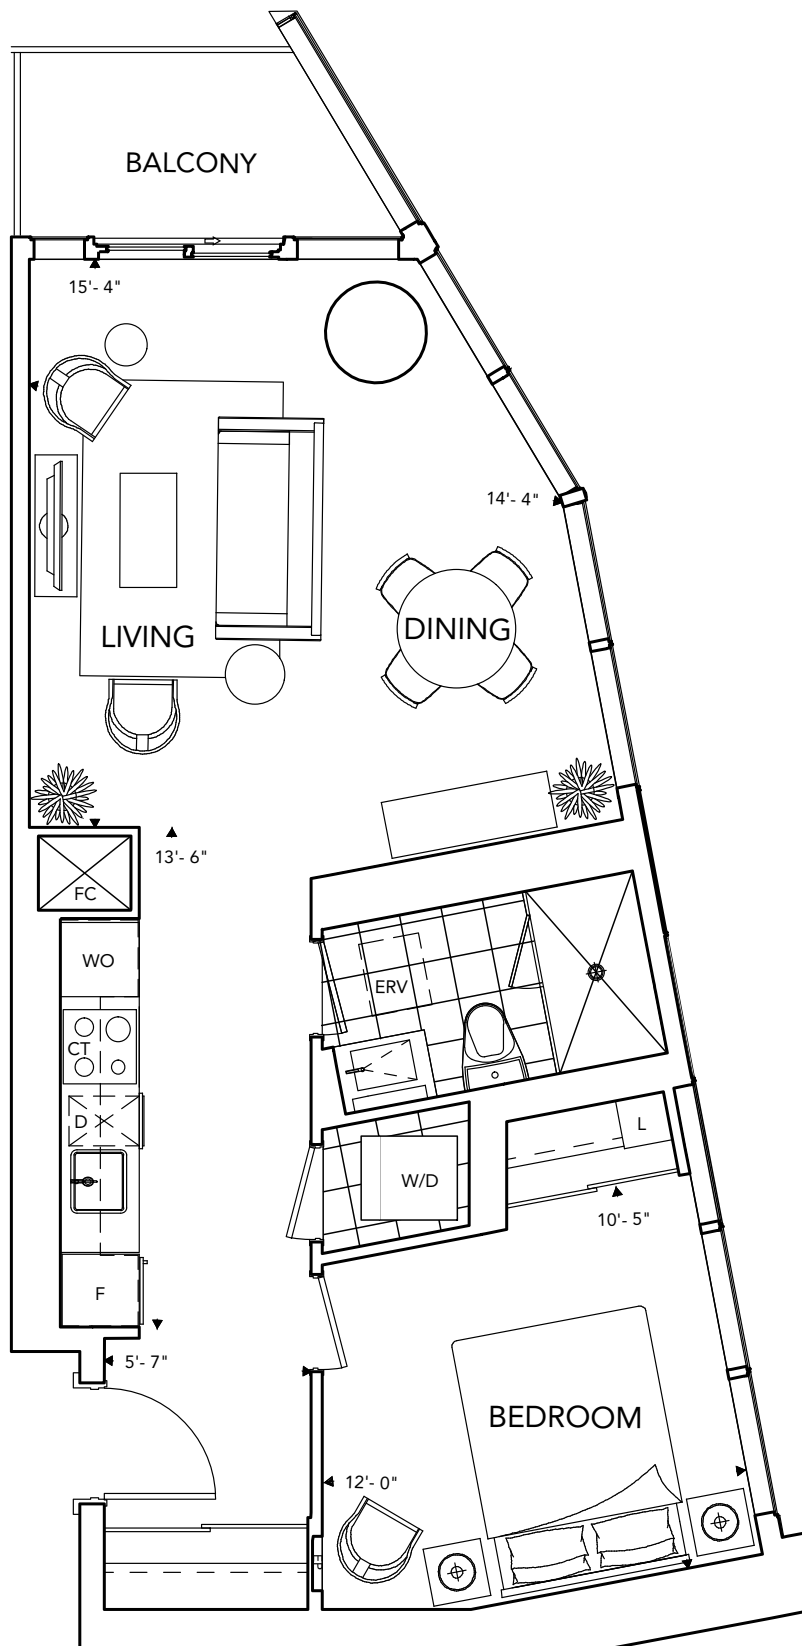 BALCONY
15'- 4"
14'- 4"
LIVING
DINING
13'- 6"
FC
WO
ERV
CT
D
L
W/D
10'- 5"
F
5'- 7"
BEDROOM
12'- 0"